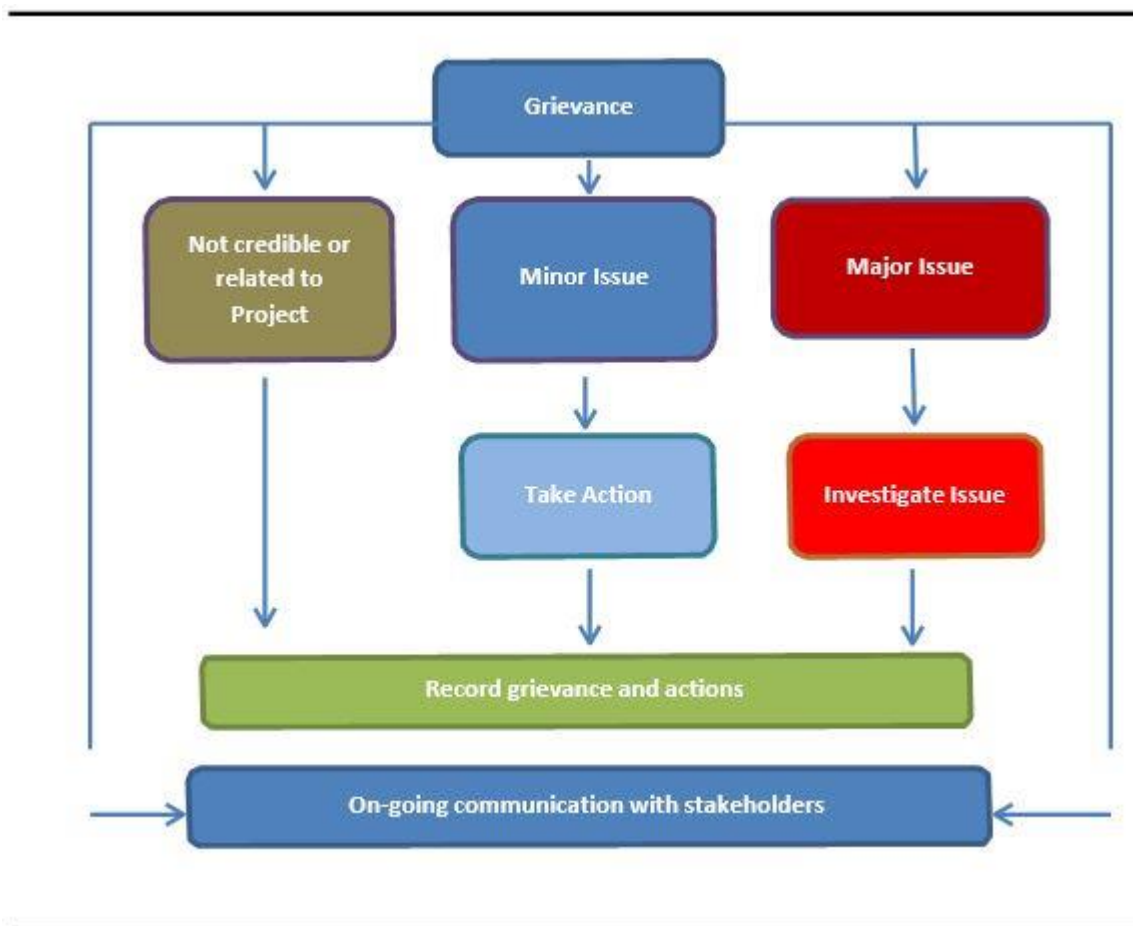 Grievance
Not credible or
related to
Project
Minor Issue
Major Issue
Take Action
Investigate Issue
Record grievance and actions
On-going communication with stakeholders